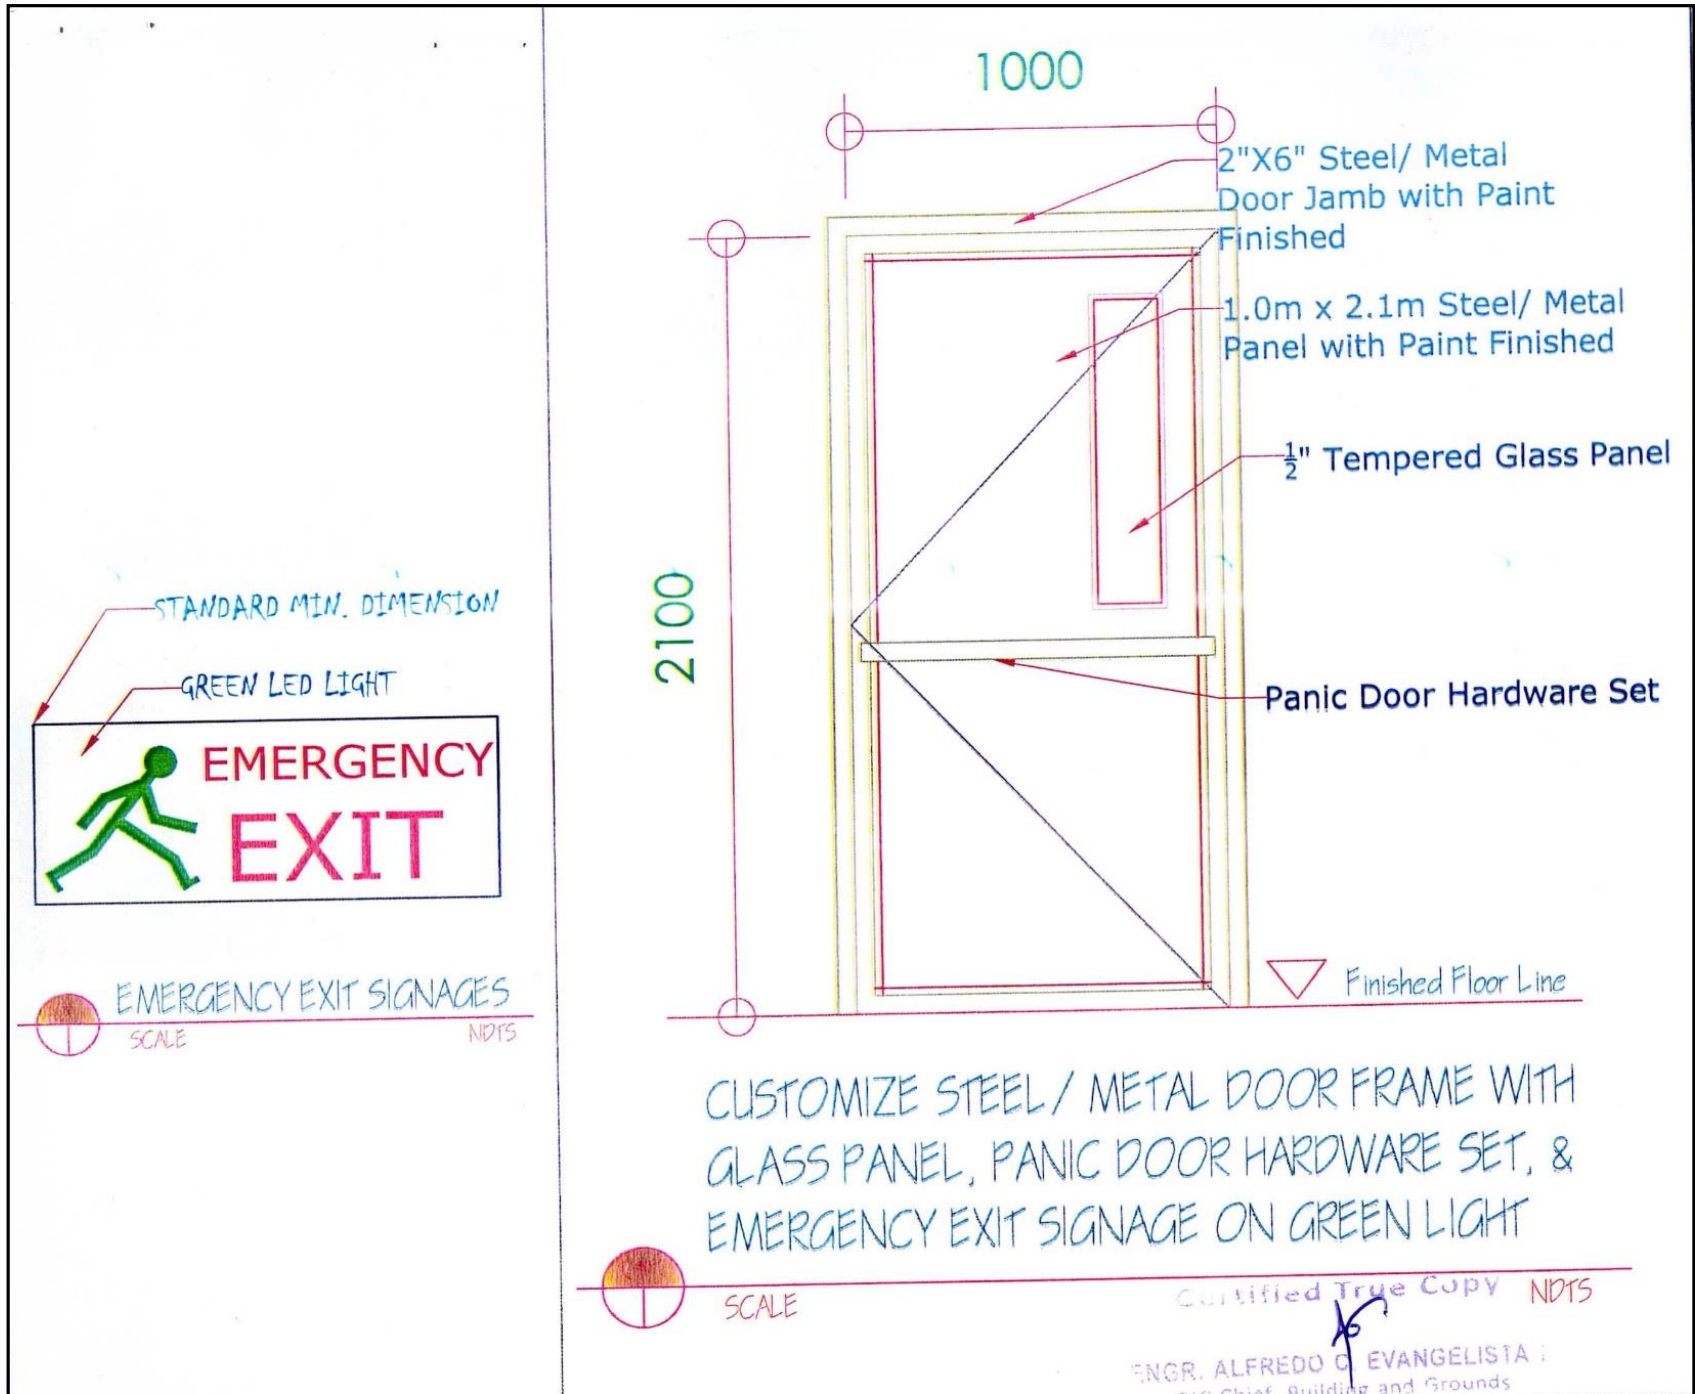 STANDARD MIN. DIMENSION
GREEN LED LIGHT
EMERGENCY
EXIT
EMERGENCY EXIT SIGNAGES
SCALE
NDTS
1000
2"X6" Steel/ Metal
Door Jamb with Paint
Finished
1.0m x 2.1m Steel/ Metal
Panel with Paint Finished
½" Tempered Glass Panel
2100
Panic Door Hardware Set
Finished Floor Line
CUSTOMIZE STEEL / METAL DOOR FRAME WITH
GLASS PANEL, PANIC DOOR HARDWARE SET, &
EMERGENCY EXIT SIGNAGE ON GREEN LIGHT
SCALE
NDTS
Certified True Copy
ENGR. ALFREDO C. EVANGELISTA
Chief, Building and Grounds